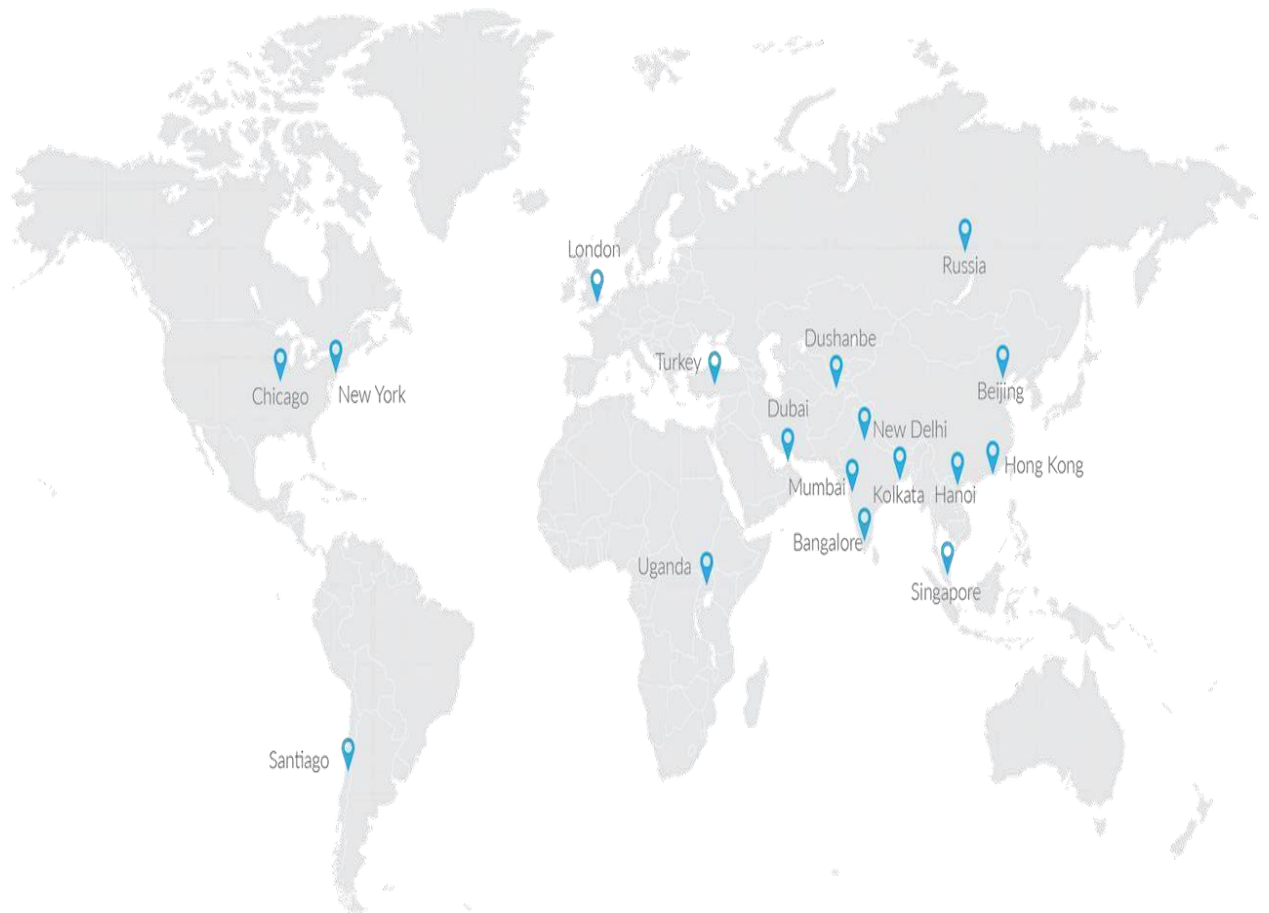 London
Russia
Dushanbe
Turkey
Beijing
Chicago
New York
Dubai
New Delhi
Hong Kong
Mumbai
Kolkata
Hanoi
Bangalore
Uganda
Singapore
Santiago